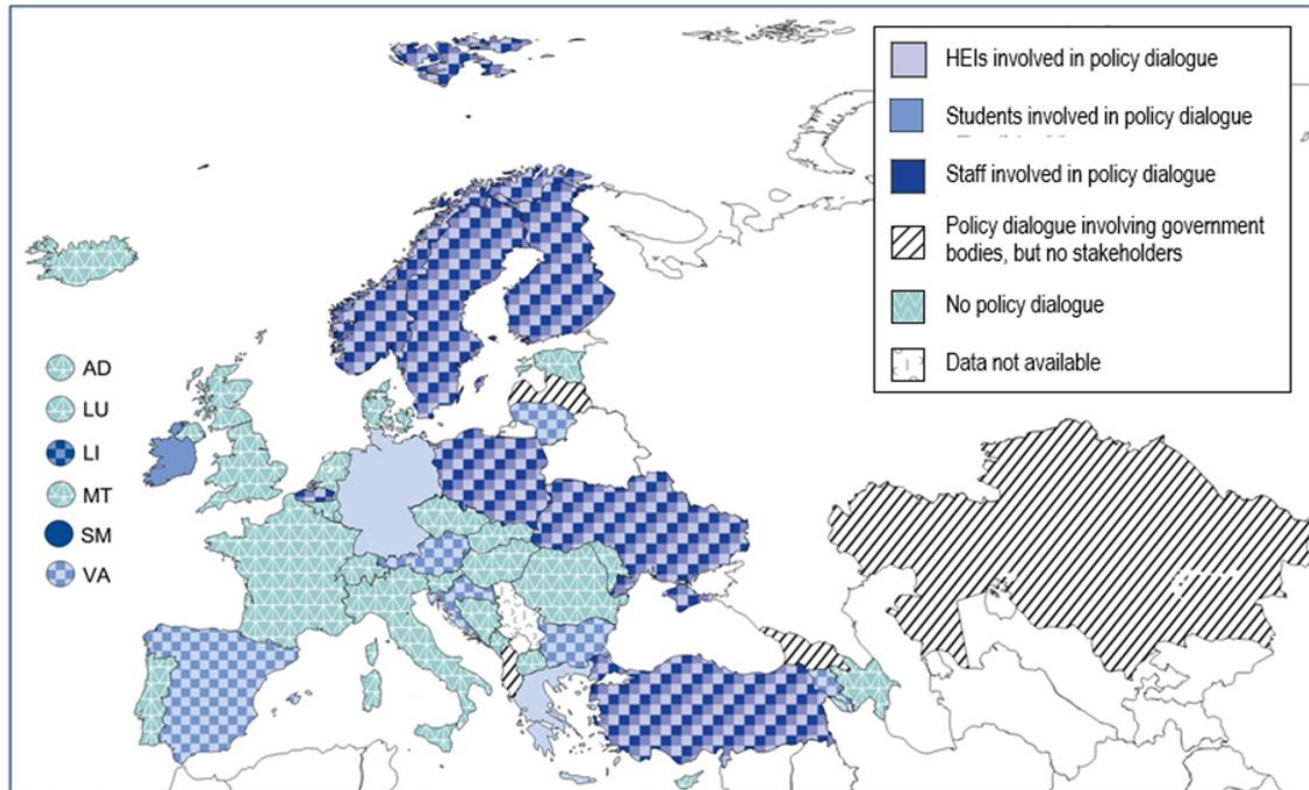 HEIs involved in policy dialogue
Students involved in policy dialogue
Staff involved in policy dialogue
Policy dialogue involving government
bodies, but no stakeholders
No policy dialogue
Data not available
AD
LU
LI
MT
SM
VA